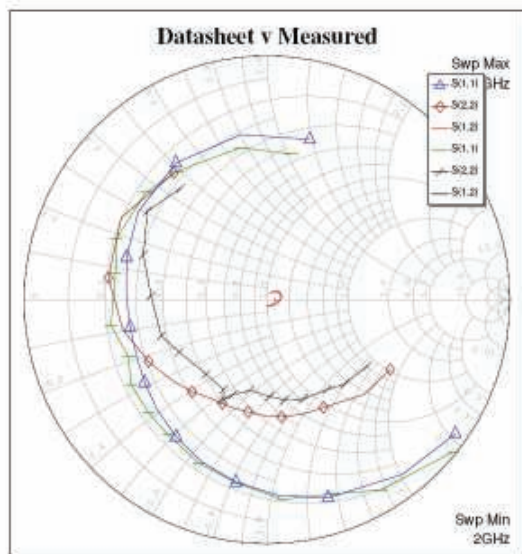 Datasheet v Measured
Swp Max
GHz
S(1,1)
S(2,2)
S(1,2)
S(1,1)
S(2,2)
S(1,2)
Swp Min
2GHz